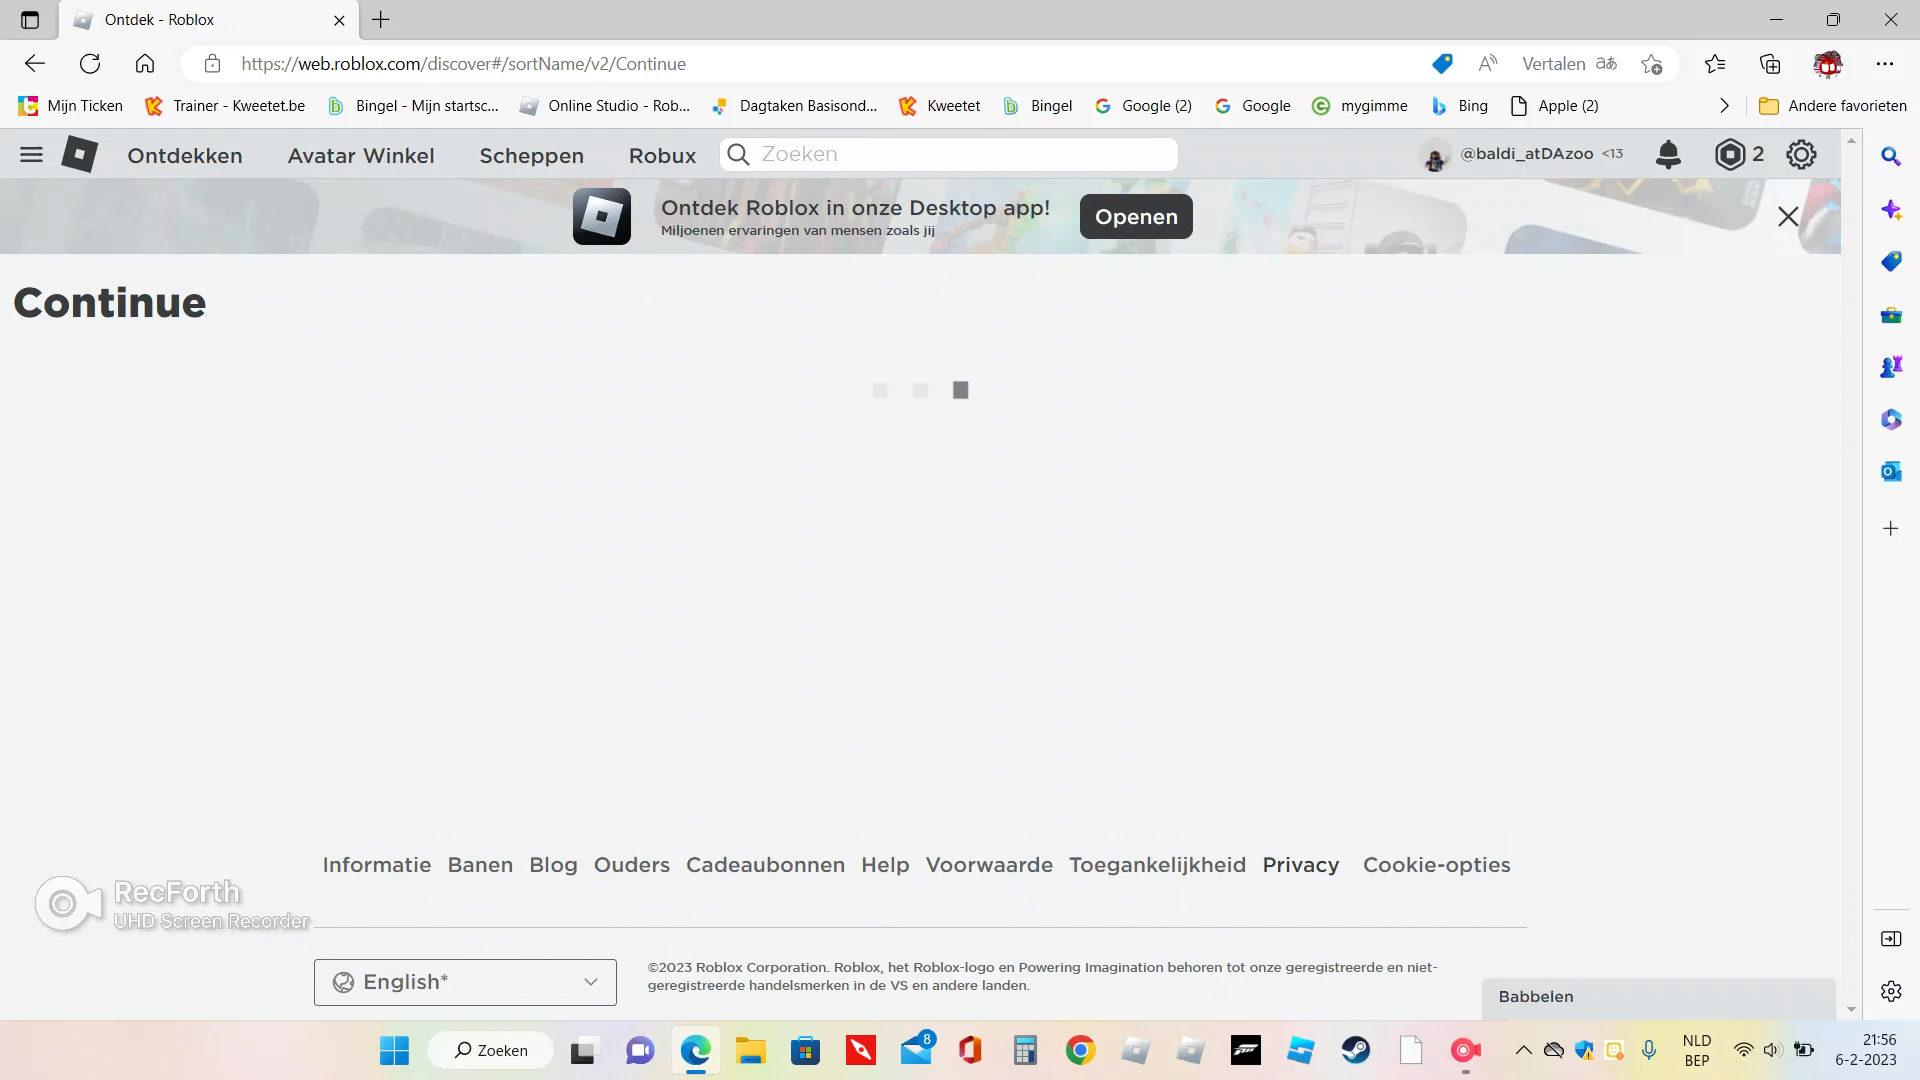 Ontdek - Roblox
https://web.roblox.com/discover#/sortName/v2/Continue
Vertalen
Mijn Ticken
Trainer - Kweetet.be
Bingel - Mijn startsc...
Online Studio - Rob...
Dagtaken Basisond...
Kweetet
Bingel
Google (2)
Google
mygimme
Bing
Apple (2)
Andere favorieten
Ontdekken
Avatar Winkel
Scheppen
Robux
Zoeken
@baldi_atDAzoo <13
2
Ontdek Roblox in onze Desktop app!
Miljoenen ervaringen van mensen zoals jij
Openen
Continue
Informatie
Banen
Blog
Ouders
Cadeaubonnen
Help
Voorwaarde
Toegankelijkheid
Privacy
Cookie-opties
RecForth
UHD Screen Recorder
English*
©2023 Roblox Corporation. Roblox, het Roblox-logo en Powering Imagination behoren tot onze geregistreerde en niet-
geregistreerde handelsmerken in de VS en andere landen.
Babbelen
Zoeken
8
NLD
BEP
21:56
6-2-2023